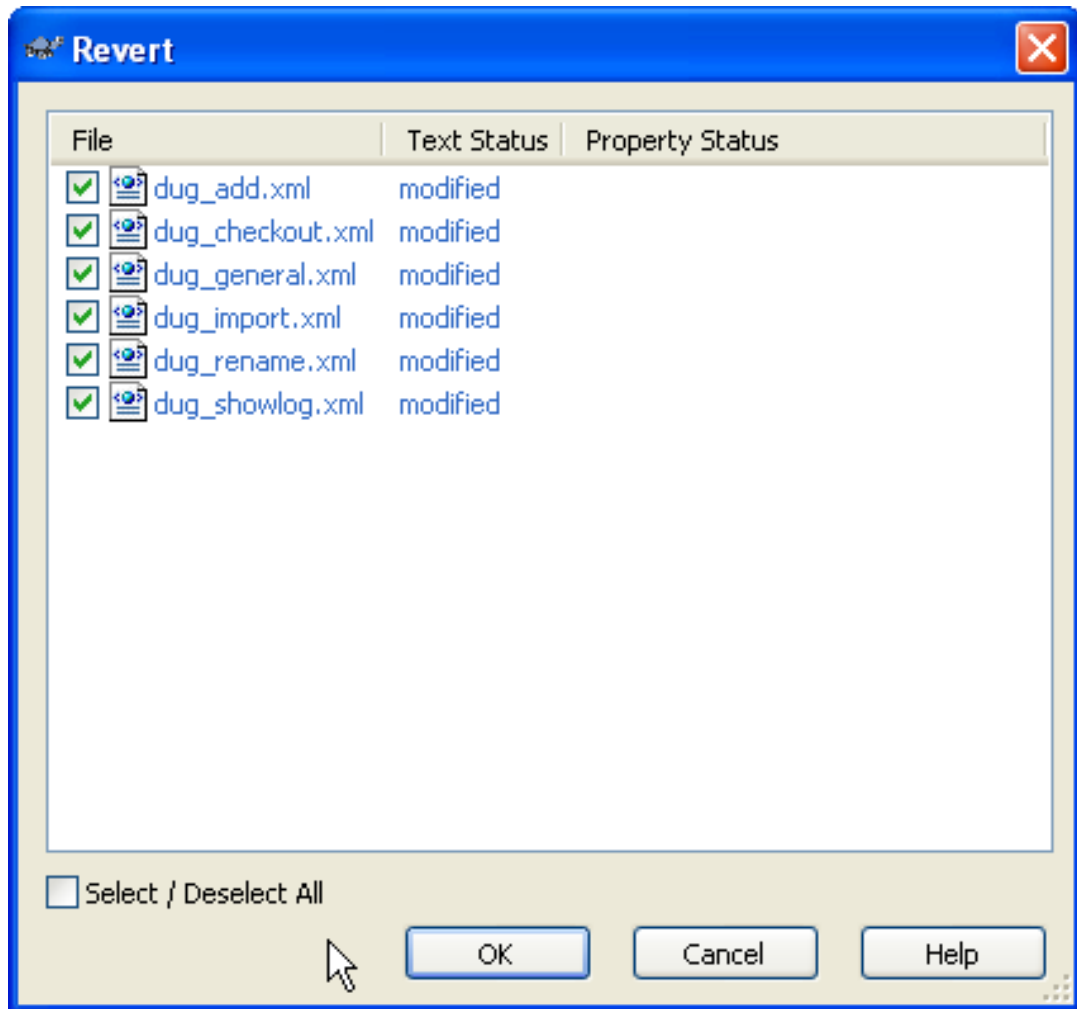 Revert
File Text Status Property Status
dug_add.xml modified
dug_checkout.xml modified
dug_general.xml modified
dug_import.xml modified
dug_rename.xml modified
dug_showlog.xml modified
Select / Deselect All
OK Cancel Help